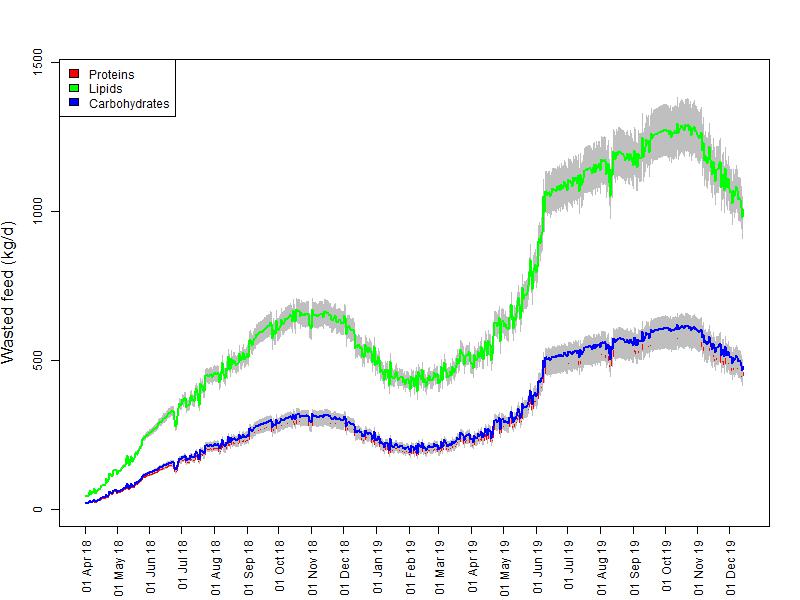 Wasted feed (kg/d)
1500
1000
500
0
Proteins
Lipids
Carbohydrates
01 Apr 18
01 May 18
01 Jun 18
01 Jul 18
01 Aug 18
01 Sep 18
01 Oct 18
01 Nov 18
01 Dec 18
01 Jan 19
01 Feb 19
01 Mar 19
01 Apr 19
01 May 19
01 Jun 19
01 Jul 19
01 Aug 19
01 Sep 19
01 Oct 19
01 Nov 19
01 Dec 19